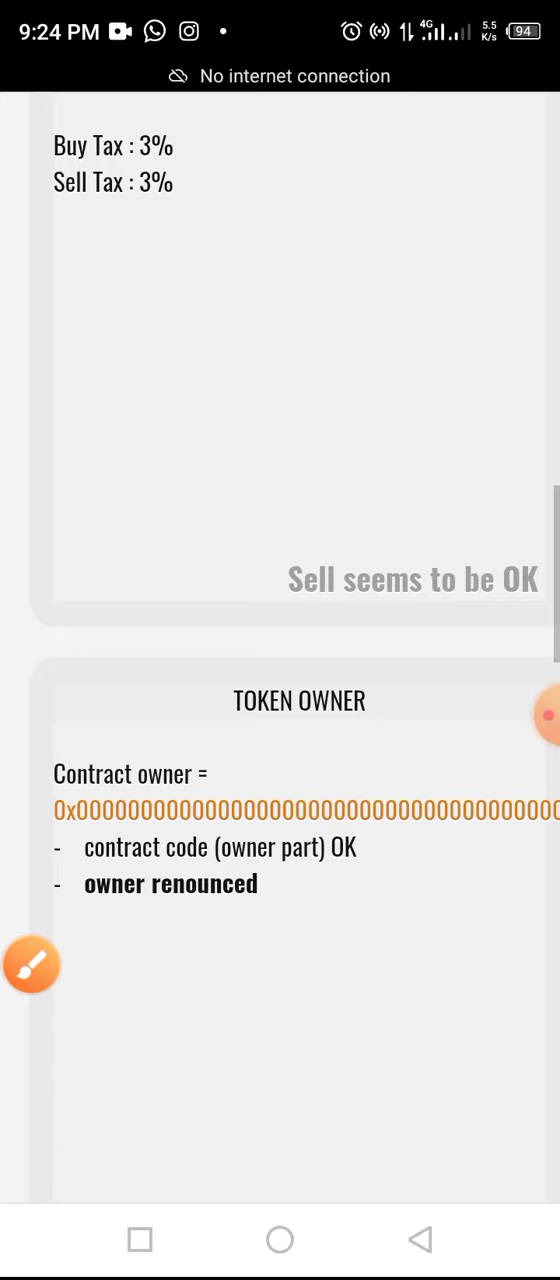 9:24 PM
4G
5.5
K/s
94
No internet connection
Buy Tax : 3%
Sell Tax : 3%
Sell seems to be OK
TOKEN OWNER
Contract owner =
0x00000000000000000000000000000000000000
- contract code (owner part) OK
- owner renounced